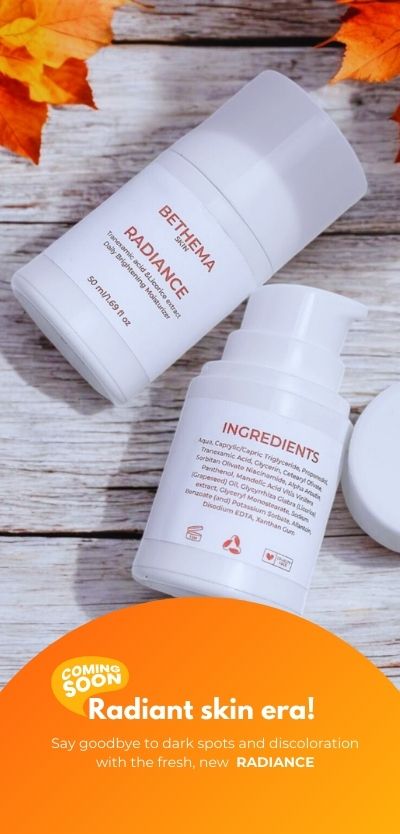 BETHEMA
SKIN
RADIANCE
Tranexamic acid & Licorice extract
Daily Brightening Moisturizer
50 ml/1.69 fl oz
INGREDIENTS
Aqua, Caprylic/Capric Triglyceride, Propanediol,
Tranexamic Acid, Glycerin, Cetearyl Olivate,
Sorbitan Olivate Niacinamide, Alpha Arbutin,
Panthenol, Mandelic Acid Vitis Vinifera
(Grapeseed) Oil, Glycyrrhiza Glabra (Licorice)
extract, Glyceryl Monostearate, Sodium
Benzoate (and) Potassium Sorbate, Allantoin,
Disodium EDTA, Xanthan Gum.
COMING
SOON
Radiant skin era!
Say goodbye to dark spots and discoloration
with the fresh, new RADIANCE